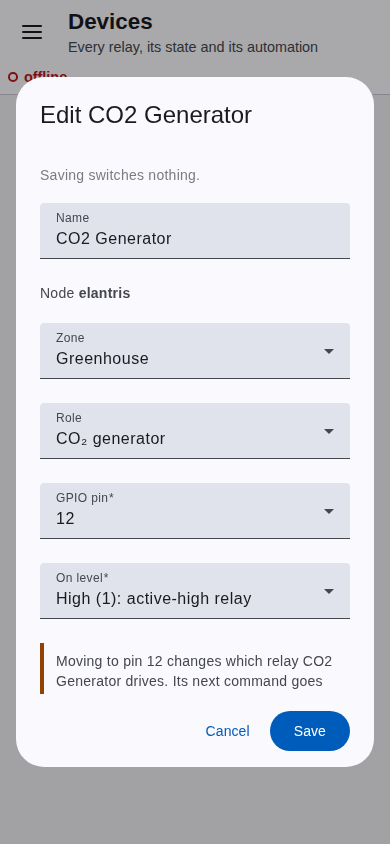 Devices
Every relay, its state and its automation
offline
Edit CO2 Generator
Saving switches nothing.
Name
CO2 Generator
Node elantris
Zone
Greenhouse
Role
CO₂ generator
GPIO pin*
12
On level*
High (1): active-high relay
Moving to pin 12 changes which relay CO2
Generator drives. Its next command goes
Cancel
Save